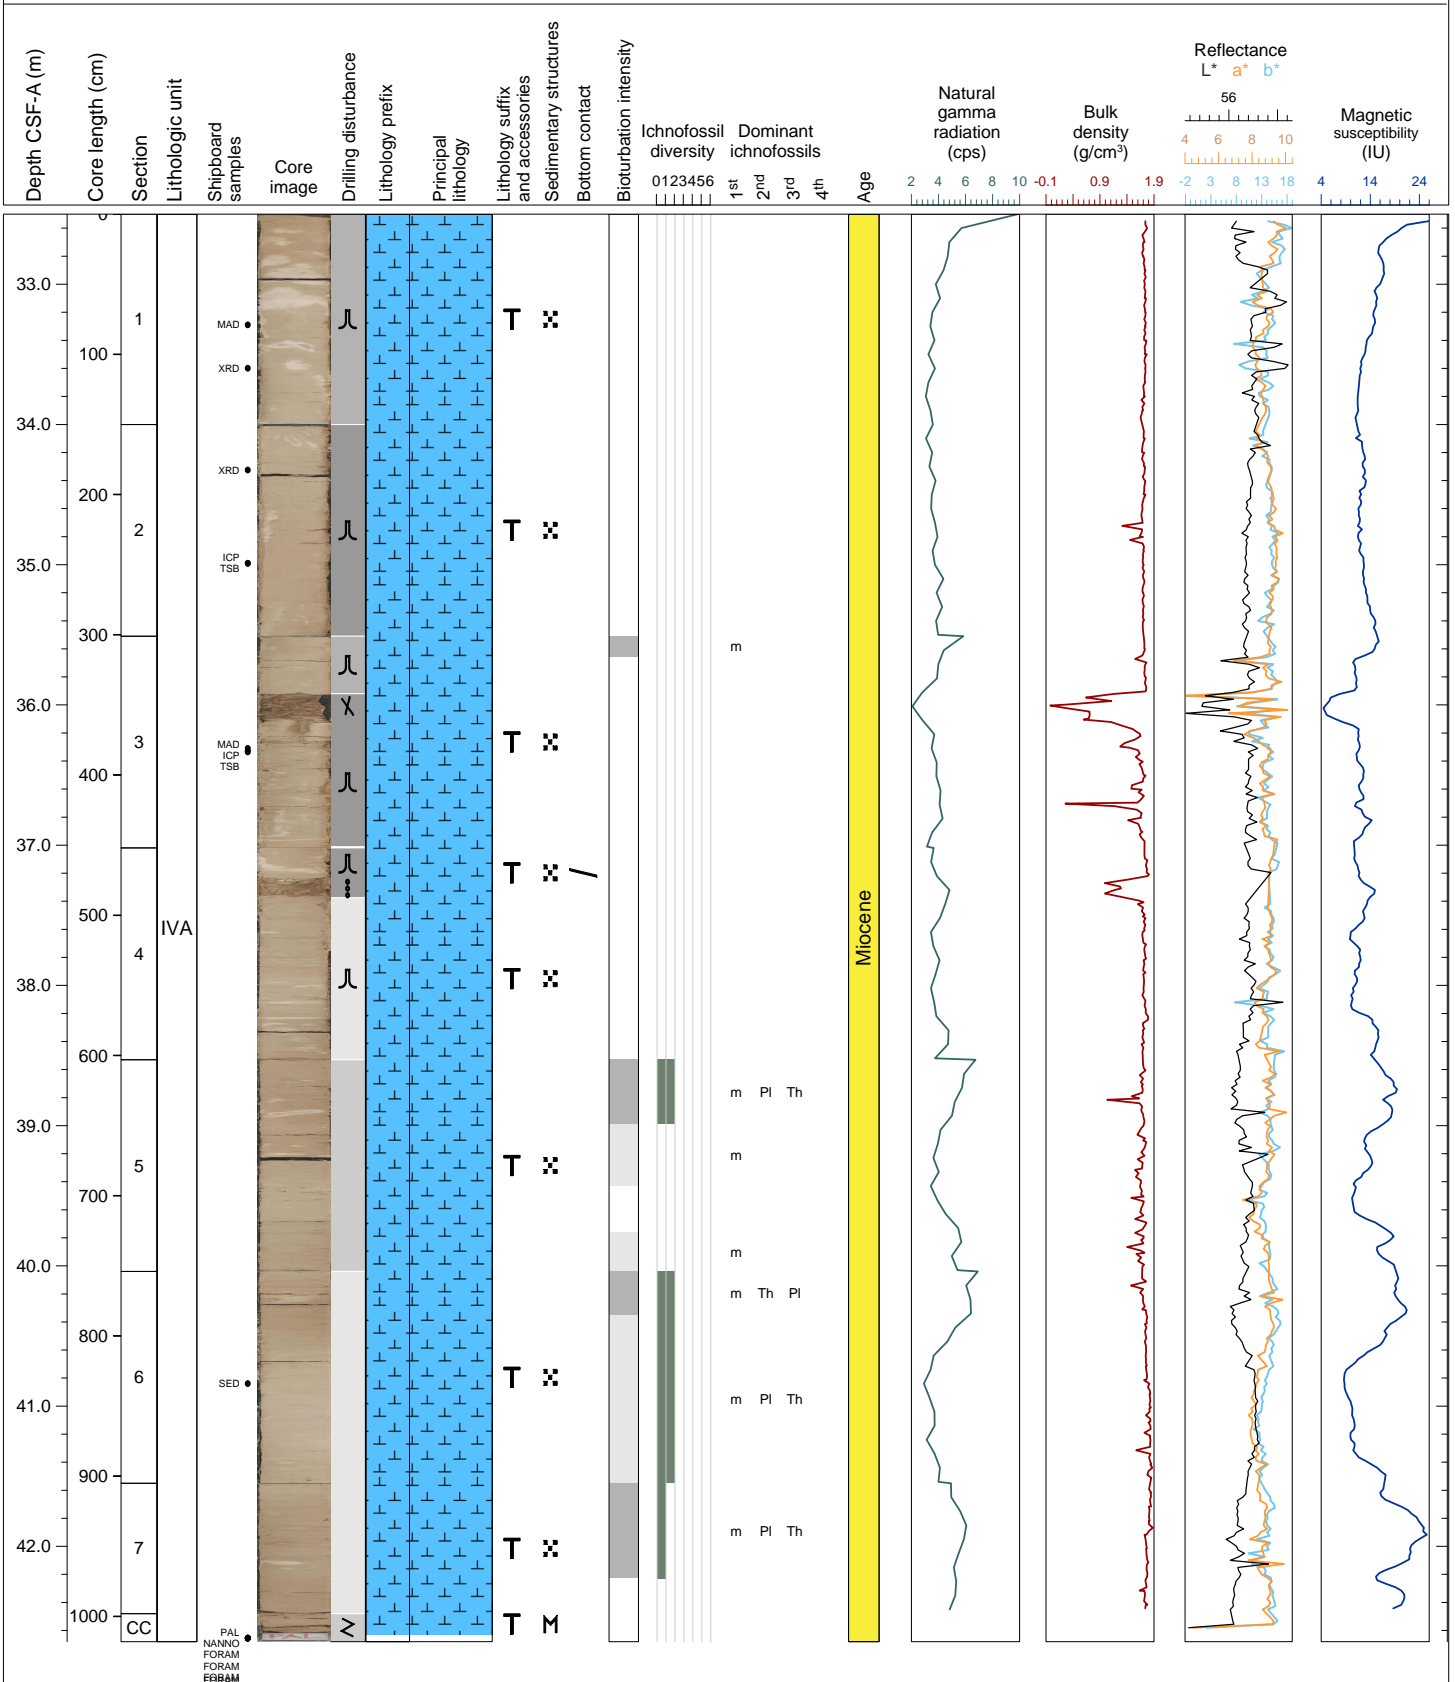 Depth CSF-A (m)
Core length (cm)
Section
Lithologic unit
Shipboard
samples
Core
image
Drilling disturbance
Lithology prefix
Principal
lithology
Lithology suffix
and accessories
Sedimentary structures
Bottom contact
Bioturbation intensity
Ichnofossil
diversity
0123456
Dominant
ichnofossils
1st 2nd 3rd 4th
Age
Natural
gamma
radiation
(cps)
2 4 6 8 10
Bulk
density
(g/cm³)
-0.1 0.9 1.9
Reflectance
L* a* b*
56
4 8 10
-2 3 8 13 18
Magnetic
susceptibility
(IU)
4 14 24
0
33.0
1
MAD
T
100
XRD
34.0
XRD
200
2
T
ICP
TSB
35.0
300
m
36.0
3
MAD
ICP
TSB
T
400
37.0
T
500
IVA
Miocene
4
38.0
T
600
m Pl Th
39.0
m
5
T
700
m
40.0
m Th Pl
800
6
T
SED
m Pl Th
41.0
900
m Pl Th
42.0
7
T
1000
CC
T M
PAL
NANNO
FORAM
FORAM
FORAM